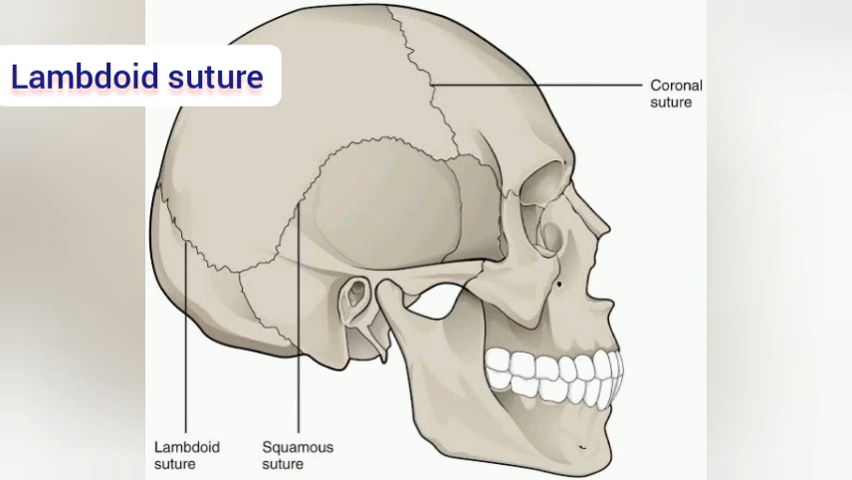 Lambdoid suture
Coronal
suture
Lambdoid
suture
Squamous
suture